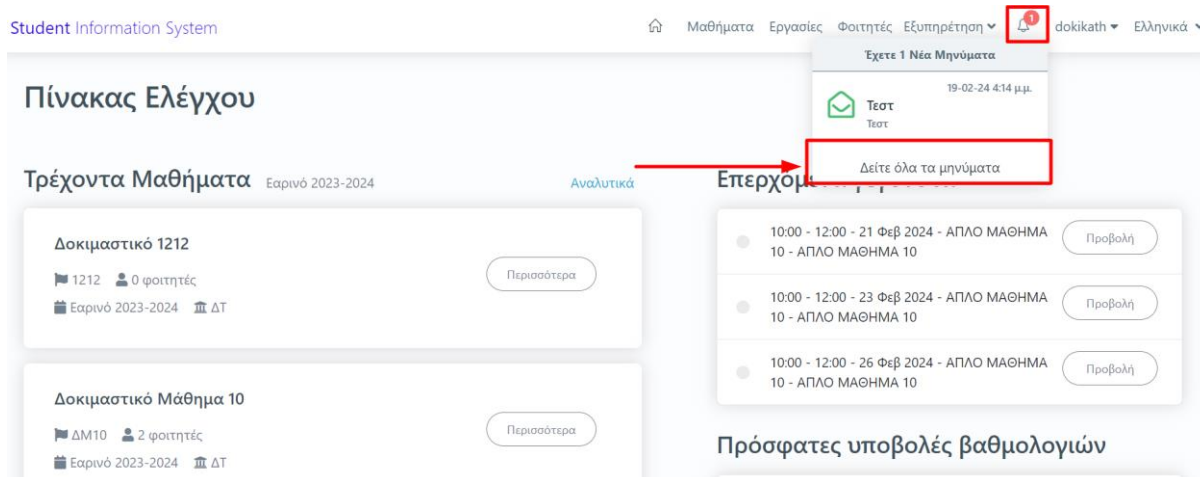 Student Information System
Μαθήματα Εργασίες Φοιτητές Εξυπηρέτηση 1 dokikath Ελληνικά
Έχετε 1 Νέα Μηνύματα
19-02-24 4:14 μ.μ.
Τεστ
Τεστ
Δείτε όλα τα μηνύματα
Πίνακας Ελέγχου
Τρέχοντα Μαθήματα Εαρινό 2023-2024 Αναλυτικά
Δοκιμαστικό 1212
1212 0 φοιτητές
Εαρινό 2023-2024 ΔΤ
Περισσότερα
Δοκιμαστικό Μάθημα 10
ΔΜ10 2 φοιτητές
Εαρινό 2023-2024 ΔΤ
Περισσότερα
10:00 - 12:00 - 21 Φεβ 2024 - ΑΠΛΟ ΜΑΘΗΜΑ
10 - ΑΠΛΟ ΜΑΘΗΜΑ 10
Προβολή
10:00 - 12:00 - 23 Φεβ 2024 - ΑΠΛΟ ΜΑΘΗΜΑ
10 - ΑΠΛΟ ΜΑΘΗΜΑ 10
Προβολή
10:00 - 12:00 - 26 Φεβ 2024 - ΑΠΛΟ ΜΑΘΗΜΑ
10 - ΑΠΛΟ ΜΑΘΗΜΑ 10
Προβολή
Πρόσφατες υποβολές βαθμολογιών